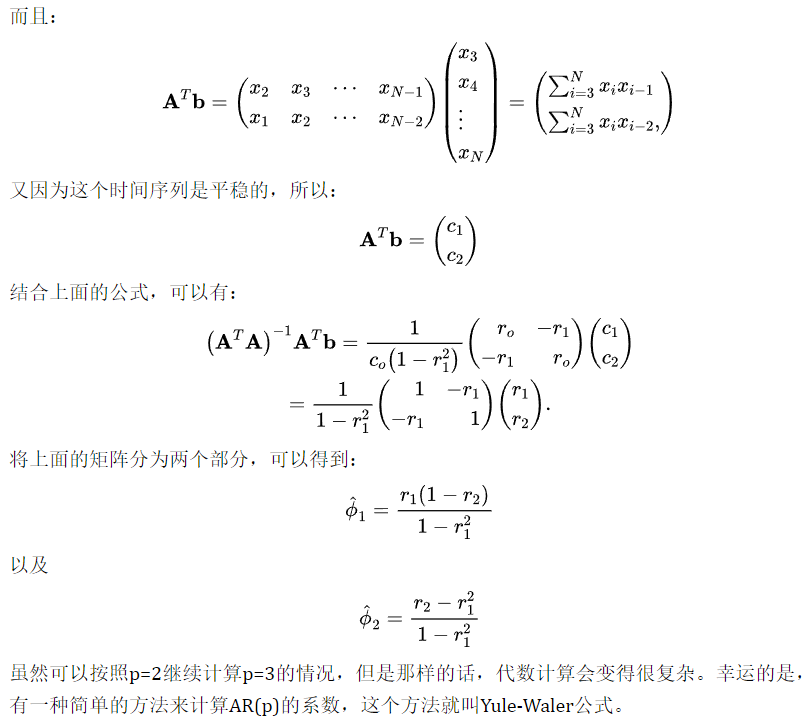 而且：
$$\mathbf{A}^T\mathbf{b} = \begin{pmatrix} x_2 & x_3 & \cdots & x_{N-1} \\ x_1 & x_2 & \cdots & x_{N-2} \end{pmatrix} \begin{pmatrix} x_3 \\ x_4 \\ \vdots \\ x_N \end{pmatrix} = \begin{pmatrix} \sum_{i=3}^{N} x_i x_{i-1} \\ \sum_{i=3}^{N} x_i x_{i-2}, \end{pmatrix}$$
又因为这个时间序列是平稳的，所以：
$$\mathbf{A}^T\mathbf{b} = \begin{pmatrix} c_1 \\ c_2 \end{pmatrix}$$
结合上面的公式，可以有：
$$\left(\mathbf{A}^T\mathbf{A}\right)^{-1}\mathbf{A}^T\mathbf{b} = \frac{1}{c_o(1-r_1^2)} \begin{pmatrix} r_o & -r_1 \\ -r_1 & r_o \end{pmatrix} \begin{pmatrix} c_1 \\ c_2 \end{pmatrix}$$
$$= \frac{1}{1-r_1^2} \begin{pmatrix} 1 & -r_1 \\ -r_1 & 1 \end{pmatrix} \begin{pmatrix} r_1 \\ r_2 \end{pmatrix}.$$
将上面的矩阵分为两个部分，可以得到：
$$\hat{\phi}_1 = \frac{r_1(1-r_2)}{1-r_1^2}$$
以及
$$\hat{\phi}_2 = \frac{r_2-r_1^2}{1-r_1^2}$$
虽然可以按照p=2继续计算p=3的情况，但是那样的话，代数计算会变得很复杂。幸运的是，
有一种简单的方法来计算AR(p)的系数，这个方法就叫Yule-Waler公式。